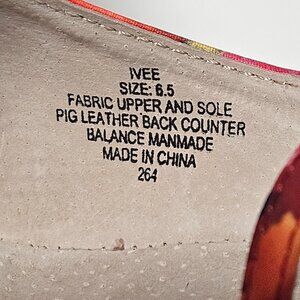 IVEE
SIZE: 6.5
FABRIC UPPER AND SOLE
PIG LEATHER BACK COUNTER
BALANCE MANMADE
MADE IN CHINA
264